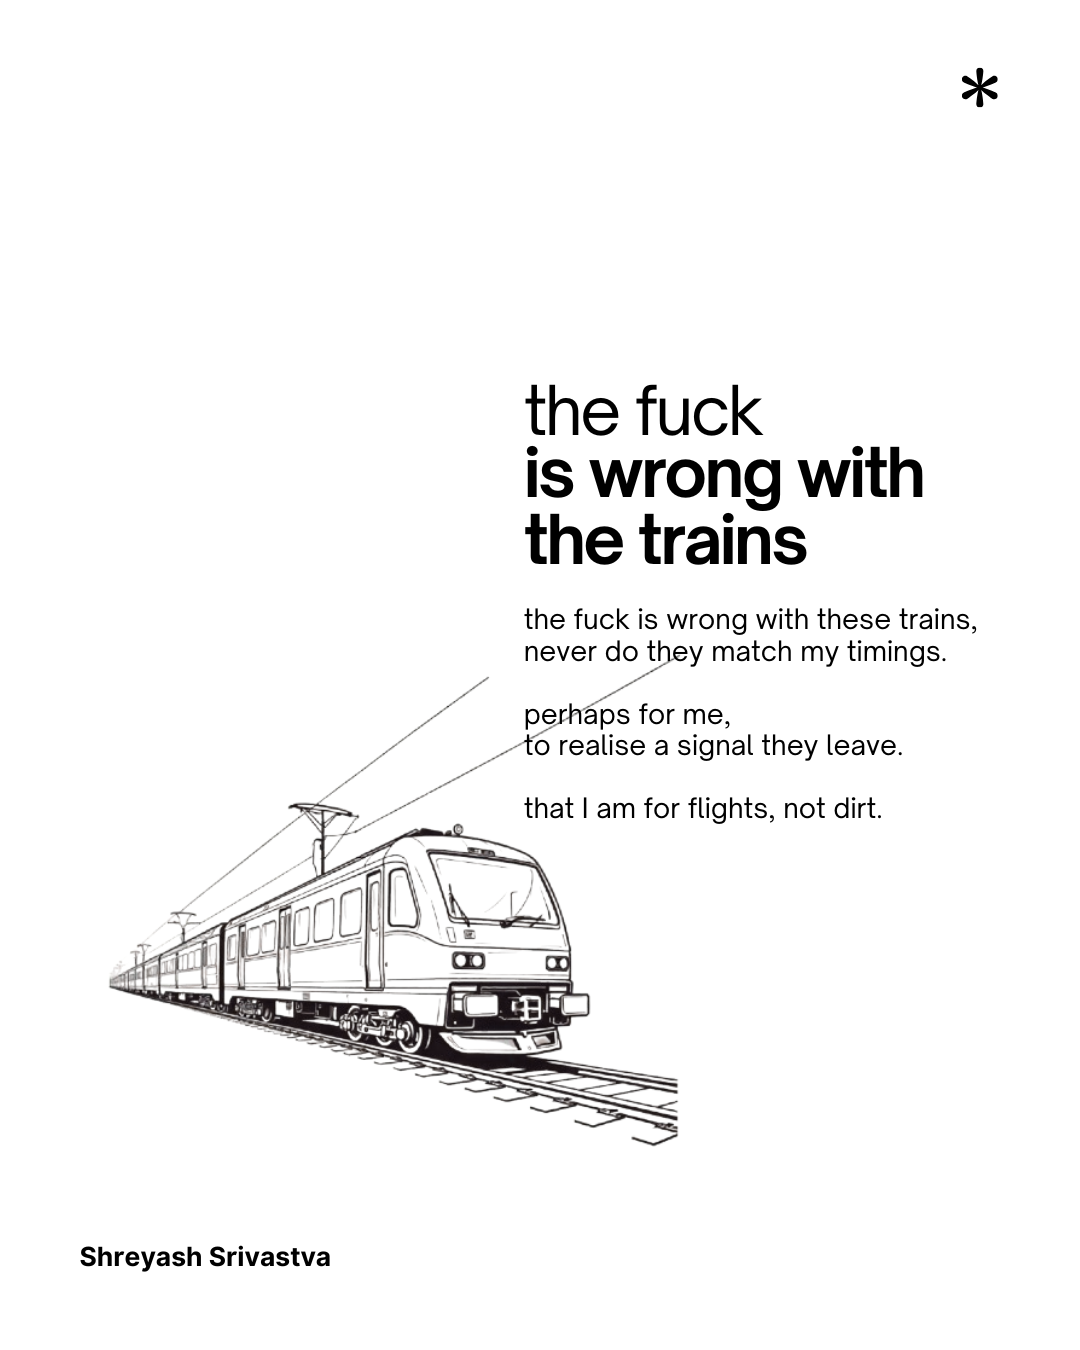 *
the fuck
is wrong with
the trains
the fuck is wrong with these trains,
never do they match my timings.
perhaps for me,
to realise a signal they leave.
that I am for flights, not dirt.
Shreyash Srivastva